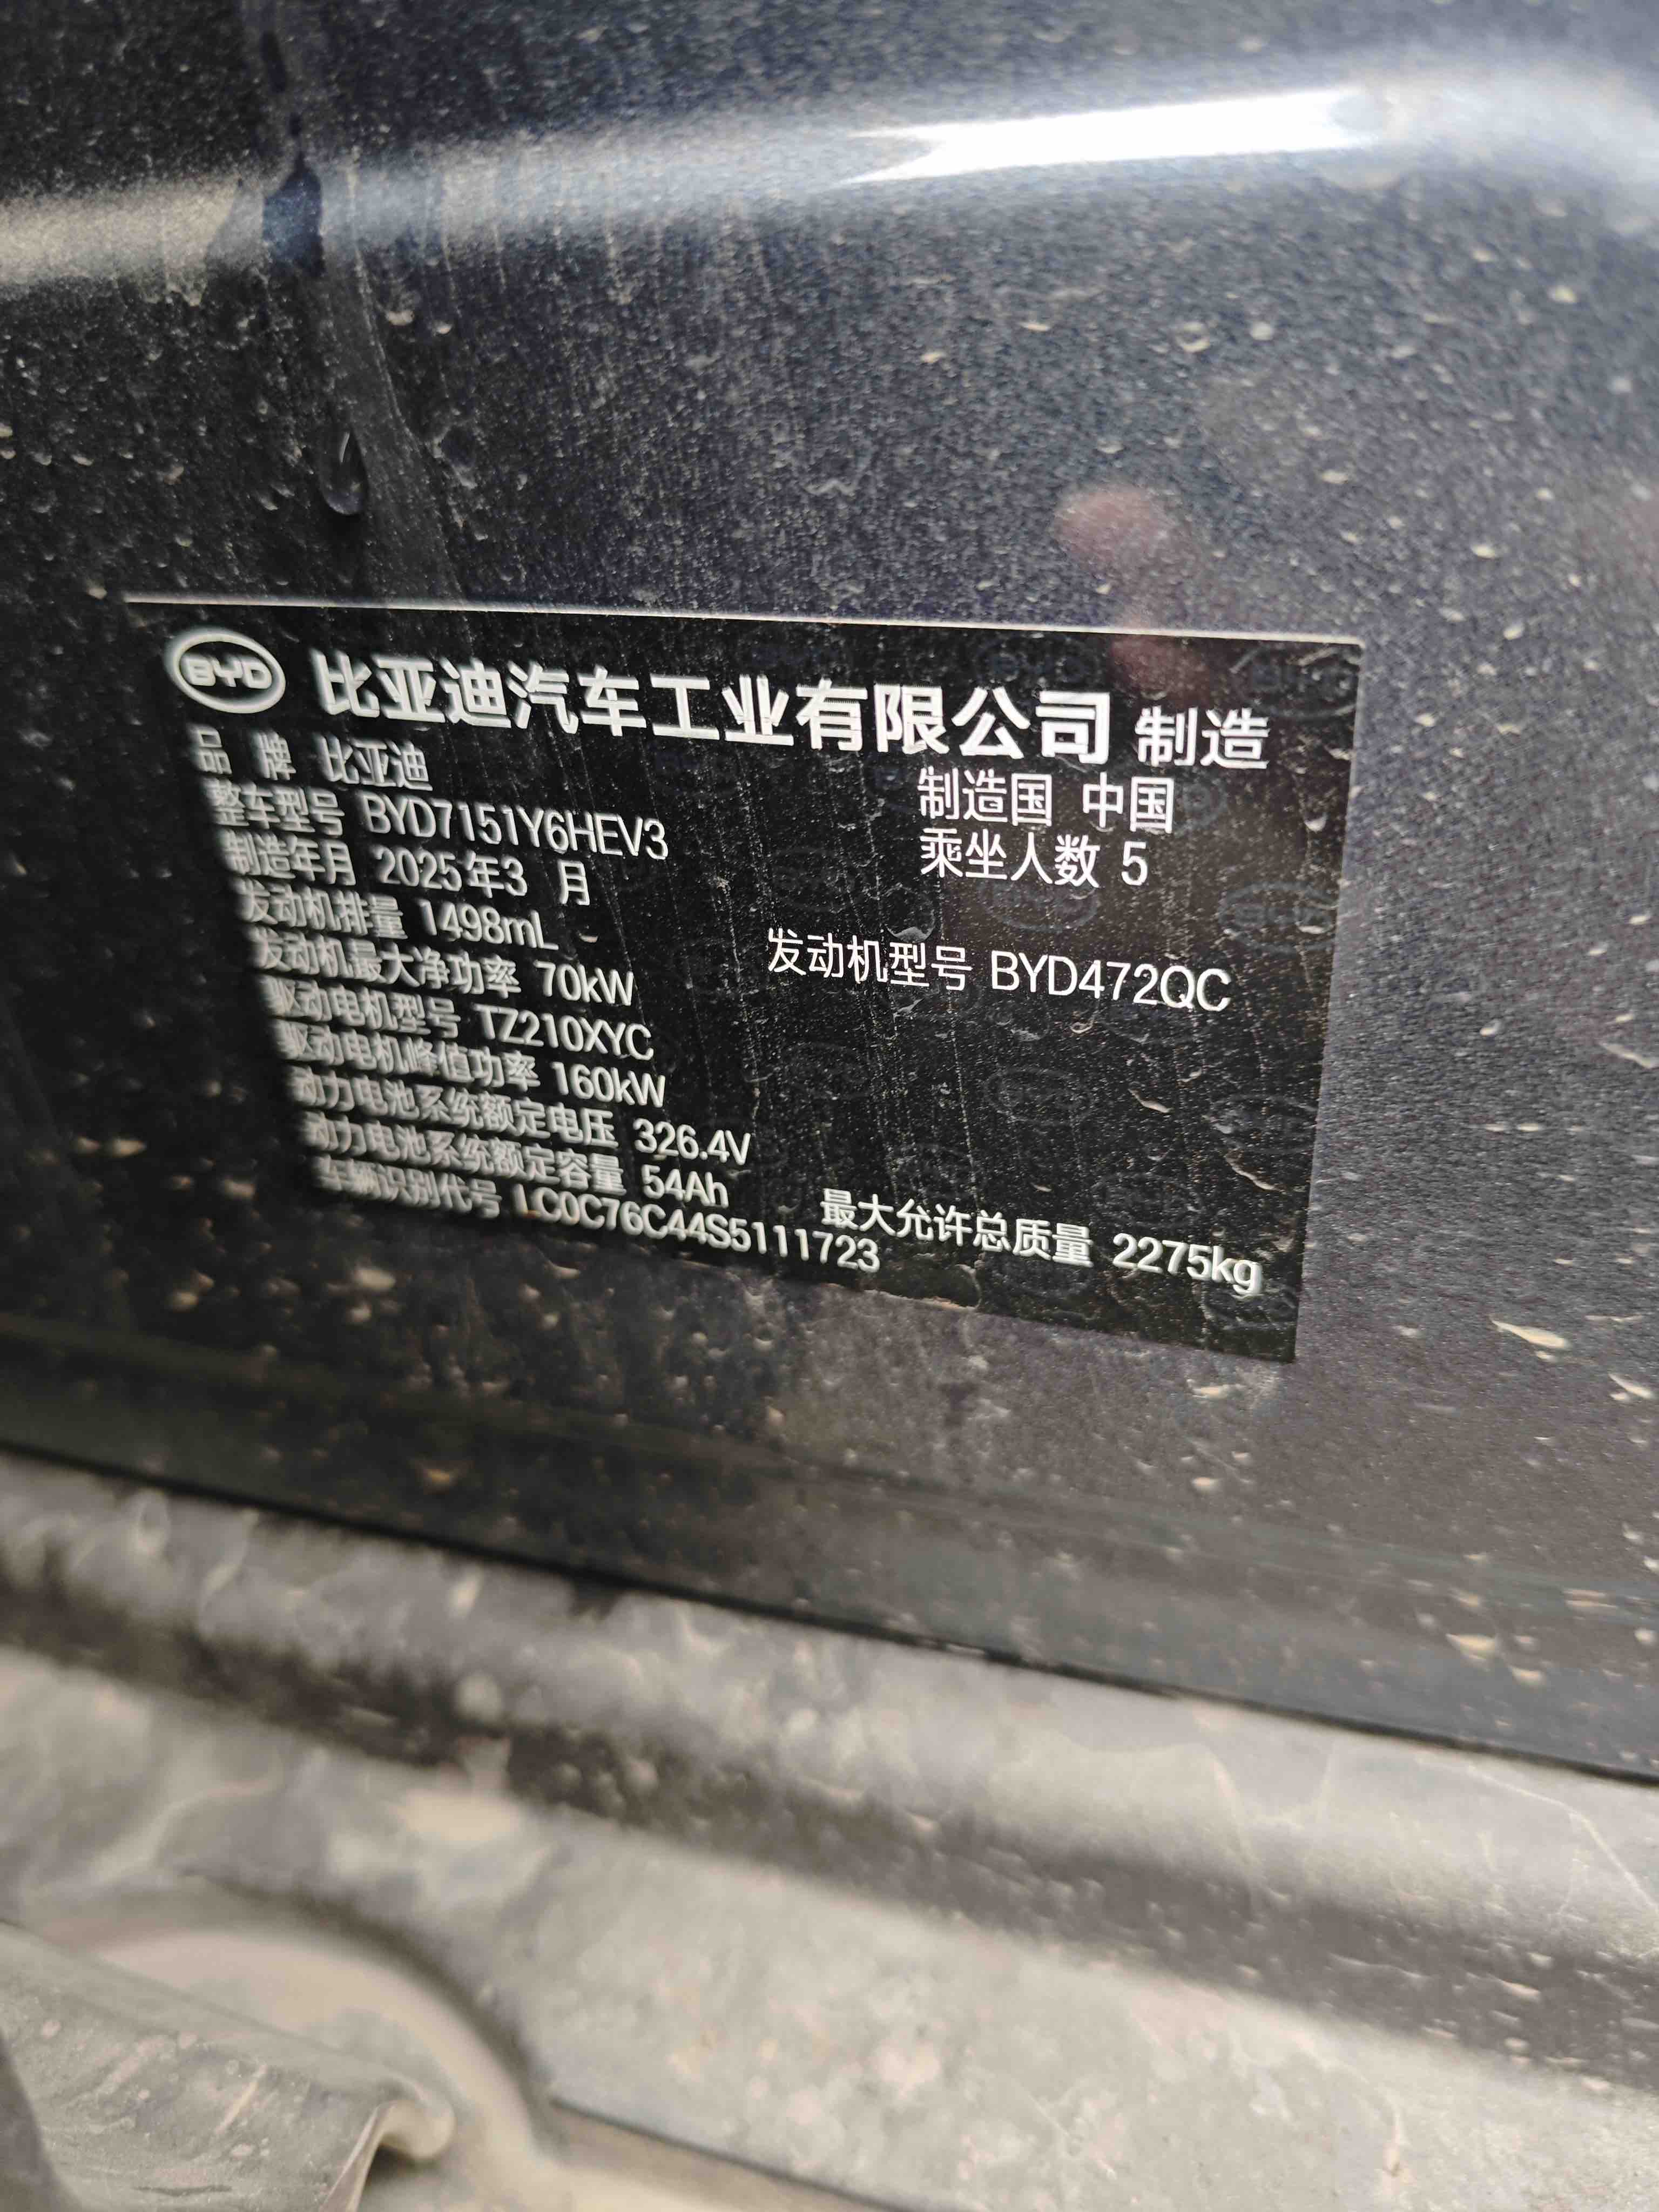 BYD 比亚迪汽车工业有限公司 制造
品 牌 比亚迪 制造国 中国
整车型号 BYD7151Y6HEV3 乘坐人数 5
制造年月 2025年3 月
发动机排量 1498mL 发动机型号 BYD472QC
发动机最大净功率 70kW
驱动电机型号 TZ210XYC
驱动电机峰值功率 160kW
动力电池系统额定电压 326.4V
动力电池系统额定容量 54Ah 最大允许总质量 2275kg
车辆识别代号 LC0C76C44S5111723